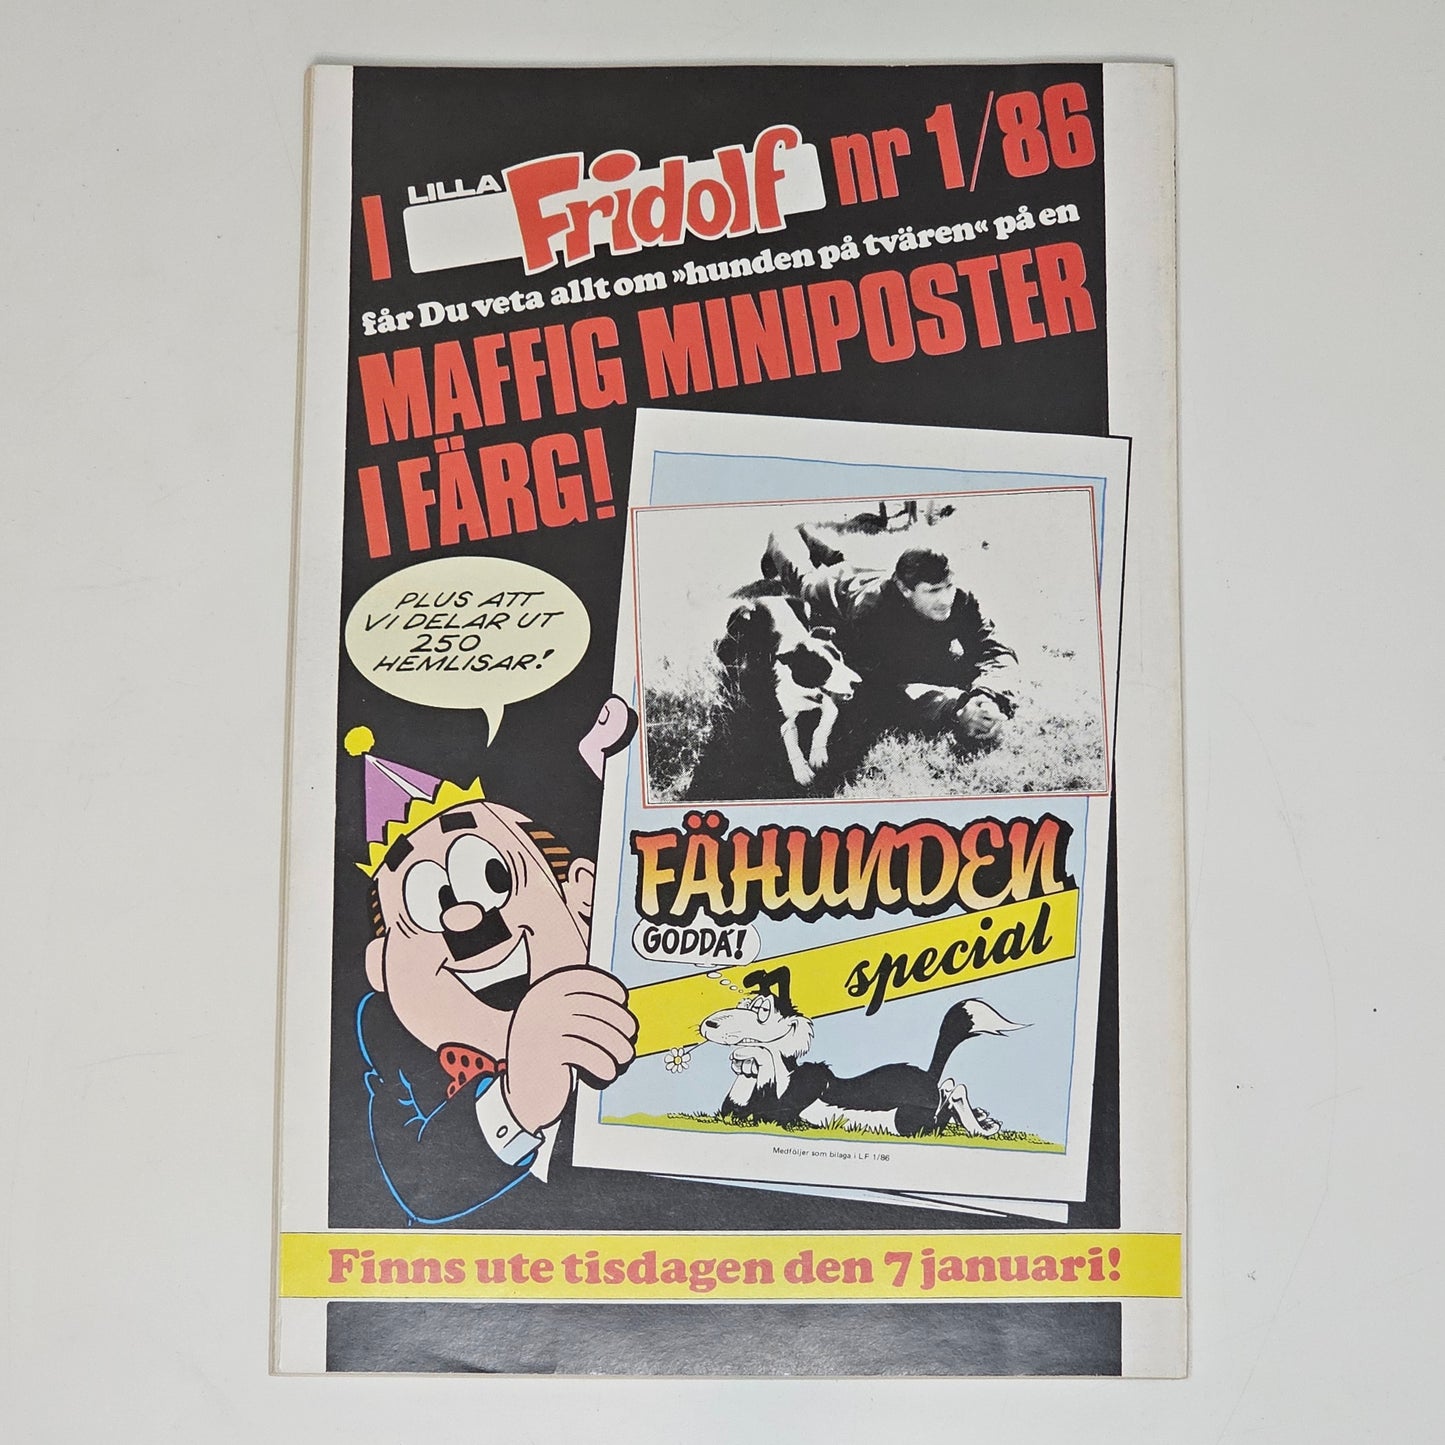 I LILLA Fridolf nr 1/86
får Du veta allt om »hunden på tvären« på en
MAFFIG MINIPOSTER
I FÄRG!
PLUS ATT
VI DELAR UT
250
HEMLISAR!
FÄHUNDEN
GODDA'!
special
Medföljer som bilaga i LF 1/86
Finns ute tisdagen den 7 januari!